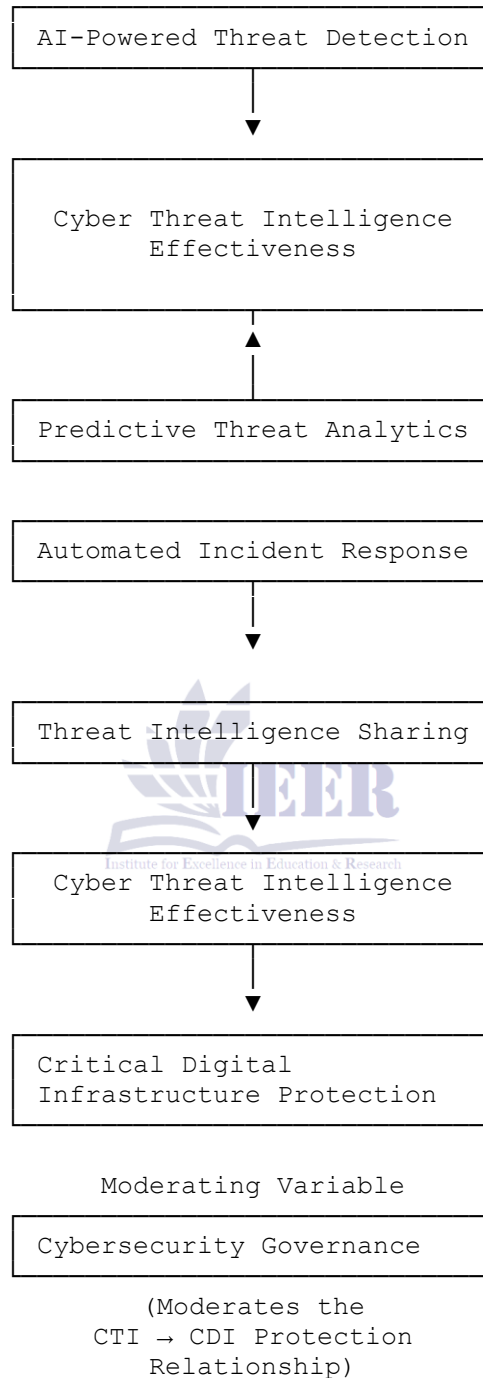 AI-Powered Threat Detection
Cyber Threat Intelligence
Effectiveness
Predictive Threat Analytics
Automated Incident Response
Threat Intelligence Sharing
IEER
Institute for Excellence in Education & Research
Cyber Threat Intelligence
Effectiveness
Critical Digital
Infrastructure Protection
Moderating Variable
Cybersecurity Governance
(Moderates the
CTI → CDI Protection
Relationship)